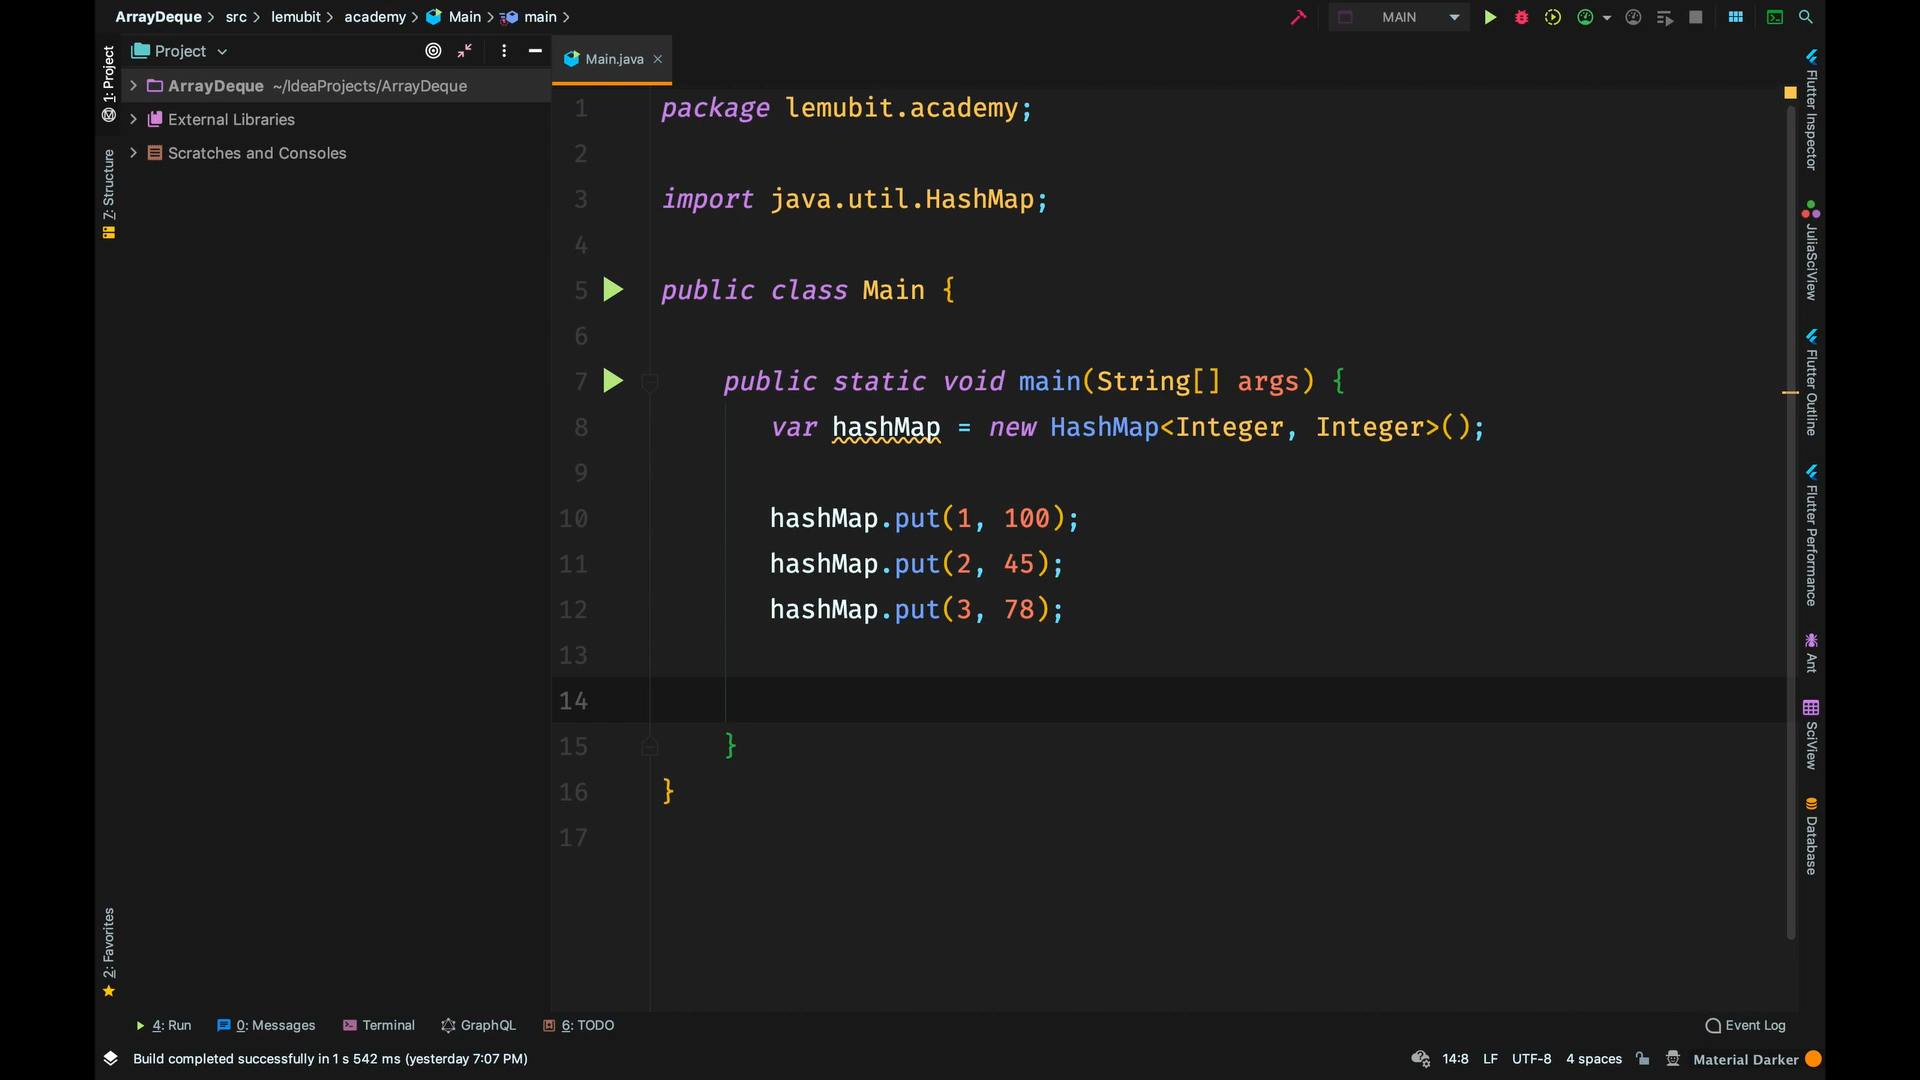 ArrayDeque > src > lemubit > academy > Main > main >
MAIN
Project
Main.java
ArrayDeque ~/IdeaProjects/ArrayDeque
External Libraries
Scratches and Consoles
1: Project
7: Structure
2: Favorites
1 package lemubit.academy;
2
3 import java.util.HashMap;
4
5 public class Main {
6
7 public static void main(String[] args) {
8 var hashMap = new HashMap<Integer, Integer>();
9
10 hashMap.put(1, 100);
11 hashMap.put(2, 45);
12 hashMap.put(3, 78);
13
14
15 }
16 }
17
Flutter Inspector
JuliaSciView
Flutter Outline
Flutter Performance
Ant
SciView
Database
4: Run 0: Messages Terminal GraphQL 6: TODO Event Log
Build completed successfully in 1 s 542 ms (yesterday 7:07 PM) 14:8 LF UTF-8 4 spaces Material Darker